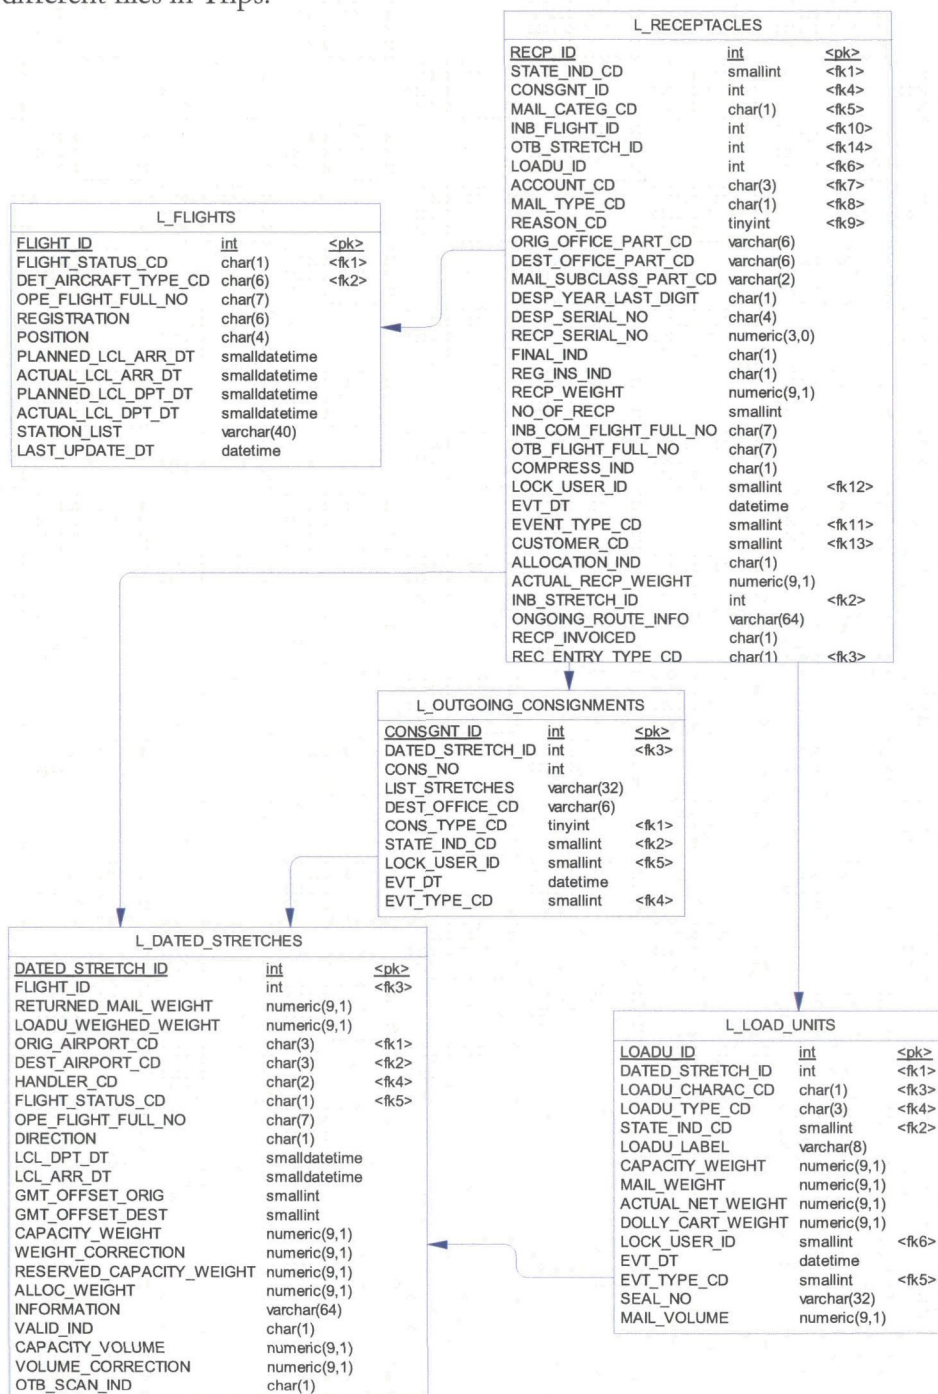 different files in Trips.
L_RECEPTACLES
RECP_ID int <pk>
STATE_IND_CD smallint <fk1>
CONSGNT_ID int <fk4>
MAIL_CATEG_CD char(1) <fk5>
INB_FLIGHT_ID int <fk10>
OTB_STRETCH_ID int <fk14>
LOADU_ID int <fk6>
ACCOUNT_CD char(3) <fk7>
MAIL_TYPE_CD char(1) <fk8>
REASON_CD tinyint <fk9>
ORIG_OFFICE_PART_CD varchar(6)
DEST_OFFICE_PART_CD varchar(6)
MAIL_SUBCLASS_PART_CD varchar(2)
DESP_YEAR_LAST_DIGIT char(1)
DESP_SERIAL_NO char(4)
RECP_SERIAL_NO numeric(3,0)
FINAL_IND char(1)
REG_INS_IND char(1)
RECP_WEIGHT numeric(9,1)
NO_OF_RECP smallint
INB_COM_FLIGHT_FULL_NO char(7)
OTB_FLIGHT_FULL_NO char(7)
COMPRESS_IND char(1)
LOCK_USER_ID smallint <fk12>
EVT_DT datetime
EVENT_TYPE_CD smallint <fk11>
CUSTOMER_CD smallint <fk13>
ALLOCATION_IND char(1)
ACTUAL_RECP_WEIGHT numeric(9,1)
INB_STRETCH_ID int <fk2>
ONGOING_ROUTE_INFO varchar(64)
RECP_INVOICED char(1)
REC_ENTRY_TYPE_CD char(1) <fk3>
L_FLIGHTS
FLIGHT_ID int <pk>
FLIGHT_STATUS_CD char(1) <fk1>
DET_AIRCRAFT_TYPE_CD char(6) <fk2>
OPE_FLIGHT_FULL_NO char(7)
REGISTRATION char(6)
POSITION char(4)
PLANNED_LCL_ARR_DT smalldatetime
ACTUAL_LCL_ARR_DT smalldatetime
PLANNED_LCL_DPT_DT smalldatetime
ACTUAL_LCL_DPT_DT smalldatetime
STATION_LIST varchar(40)
LAST_UPDATE_DT datetime
L_OUTGOING_CONSIGNMENTS
CONSGNT_ID int <pk>
DATED_STRETCH_ID int <fk3>
CONS_NO int
LIST_STRETCHES varchar(32)
DEST_OFFICE_CD varchar(6)
CONS_TYPE_CD tinyint <fk1>
STATE_IND_CD smallint <fk2>
LOCK_USER_ID smallint <fk5>
EVT_DT datetime
EVT_TYPE_CD smallint <fk4>
L_DATED_STRETCHES
DATED_STRETCH_ID int <pk>
FLIGHT_ID int <fk3>
RETURNED_MAIL_WEIGHT numeric(9,1)
LOADU_WEIGHED_WEIGHT numeric(9,1)
ORIG_AIRPORT_CD char(3) <fk1>
DEST_AIRPORT_CD char(3) <fk2>
HANDLER_CD char(2) <fk4>
FLIGHT_STATUS_CD char(1) <fk5>
OPE_FLIGHT_FULL_NO char(7)
DIRECTION char(1)
LCL_DPT_DT smalldatetime
LCL_ARR_DT smalldatetime
GMT_OFFSET_ORIG smallint
GMT_OFFSET_DEST smallint
CAPACITY_WEIGHT numeric(9,1)
WEIGHT_CORRECTION numeric(9,1)
RESERVED_CAPACITY_WEIGHT numeric(9,1)
ALLOC_WEIGHT numeric(9,1)
INFORMATION varchar(64)
VALID_IND char(1)
CAPACITY_VOLUME numeric(9,1)
VOLUME_CORRECTION numeric(9,1)
OTB_SCAN_IND char(1)
L_LOAD_UNITS
LOADU_ID int <pk>
DATED_STRETCH_ID int <fk1>
LOADU_CHARAC_CD char(1) <fk3>
LOADU_TYPE_CD char(3) <fk4>
STATE_IND_CD smallint <fk2>
LOADU_LABEL varchar(8)
CAPACITY_WEIGHT numeric(9,1)
MAIL_WEIGHT numeric(9,1)
ACTUAL_NET_WEIGHT numeric(9,1)
DOLLY_CART_WEIGHT numeric(9,1)
LOCK_USER_ID smallint <fk6>
EVT_DT datetime
EVT_TYPE_CD smallint <fk5>
SEAL_NO varchar(32)
MAIL_VOLUME numeric(9,1)